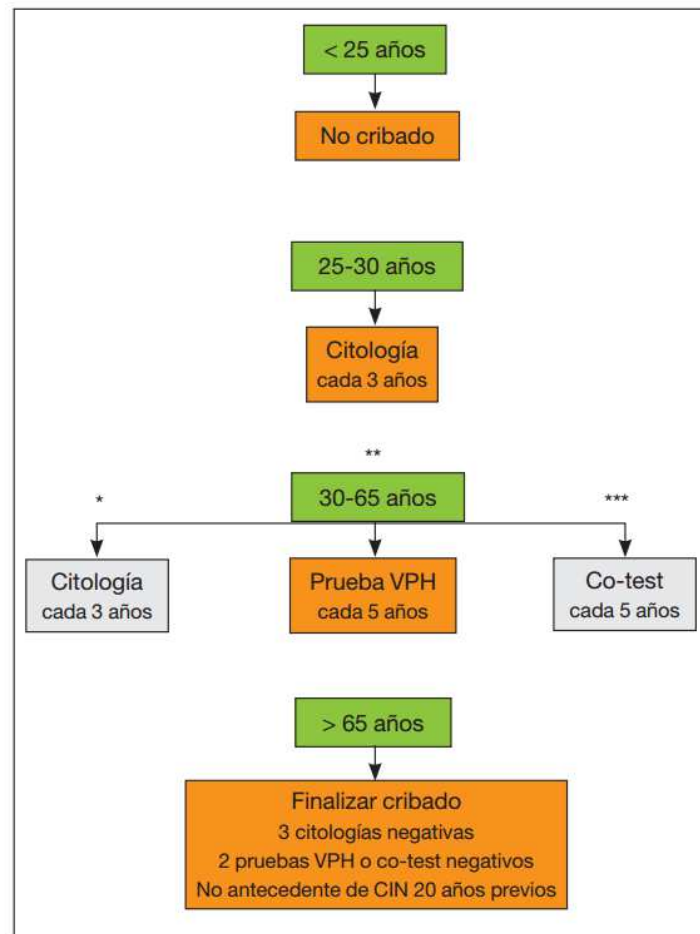 < 25 años
No cribado
25-30 años
Citología
cada 3 años
**
30-65 años
*
***
Citología
cada 3 años
Prueba VPH
cada 5 años
Co-test
cada 5 años
> 65 años
Finalizar cribado
3 citologías negativas
2 pruebas VPH o co-test negativos
No antecedente de CIN 20 años previos